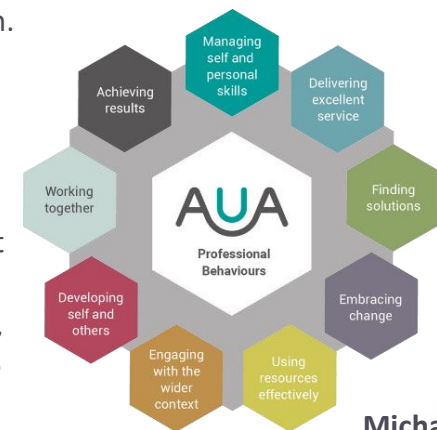 n.
Managing
self and
personal
skills
Delivering
excellent
service
Finding
solutions
Embracing
change
Using
resources
effectively
Engaging
with the
wider
context
Developing
self and
others
Working
together
Achieving
results
AUA
Professional
Behaviours
t
,
Micha